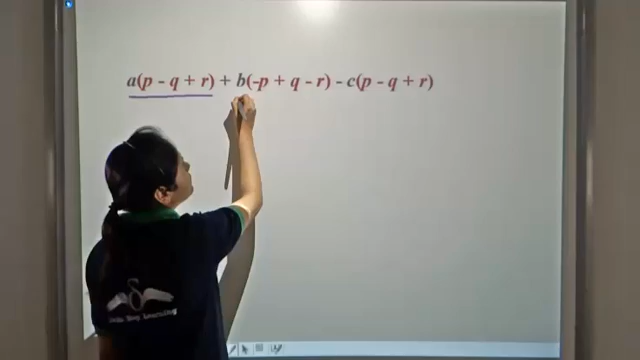 a(p - q + r) + b(-p + q - r) - c(p - q + r)